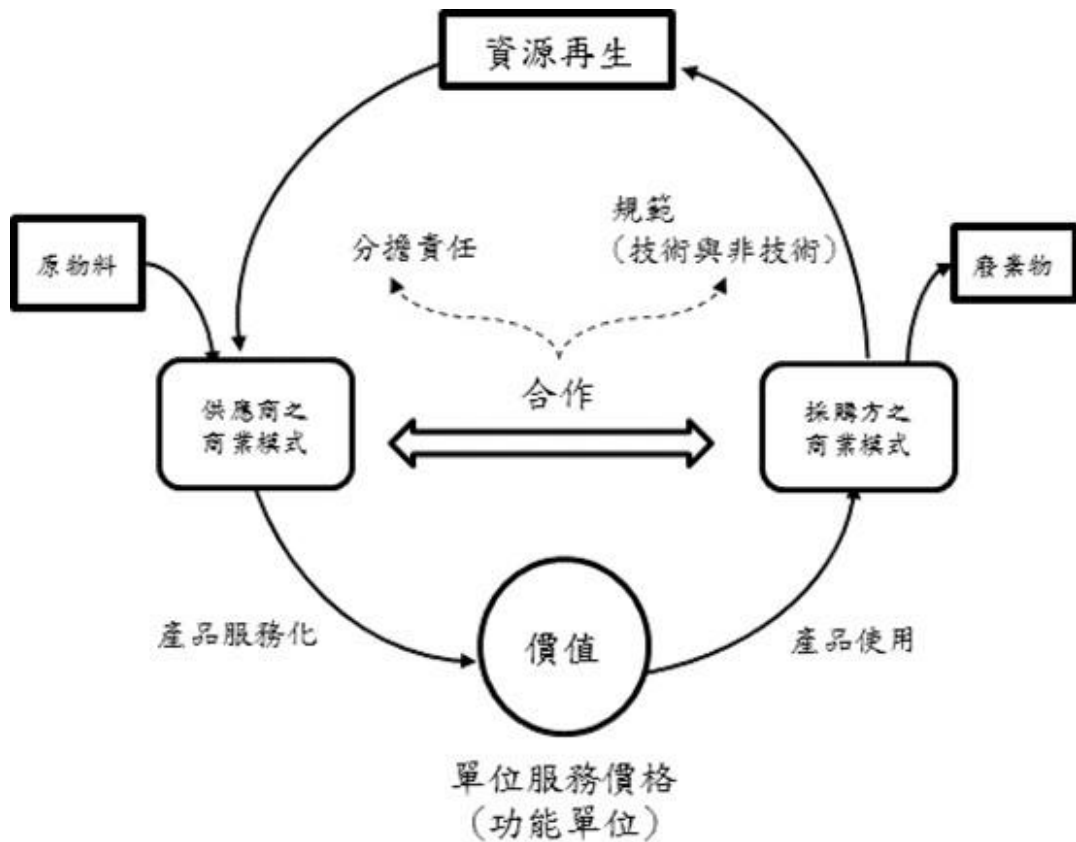 資源再生
規範
(技術與非技術)
分擔責任
原物料
廢棄物
合作
供應商之
商業模式
採購方之
商業模式
產品服務化
價值
產品使用
單位服務價格
(功能單位)